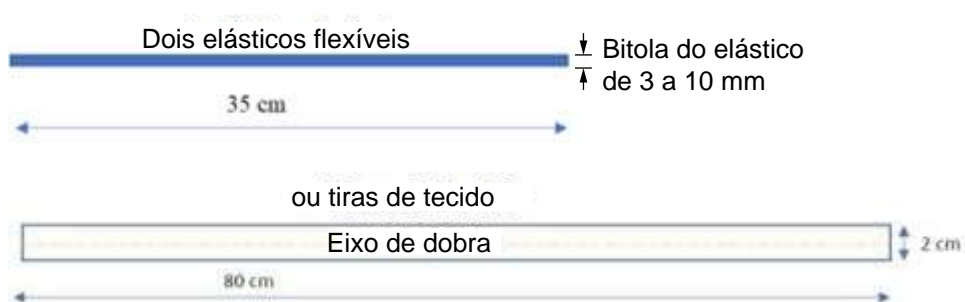 Dois elásticos flexíveis
Bitola do elástico
de 3 a 10 mm
35 cm
ou tiras de tecido
Eixo de dobra
2 cm
80 cm